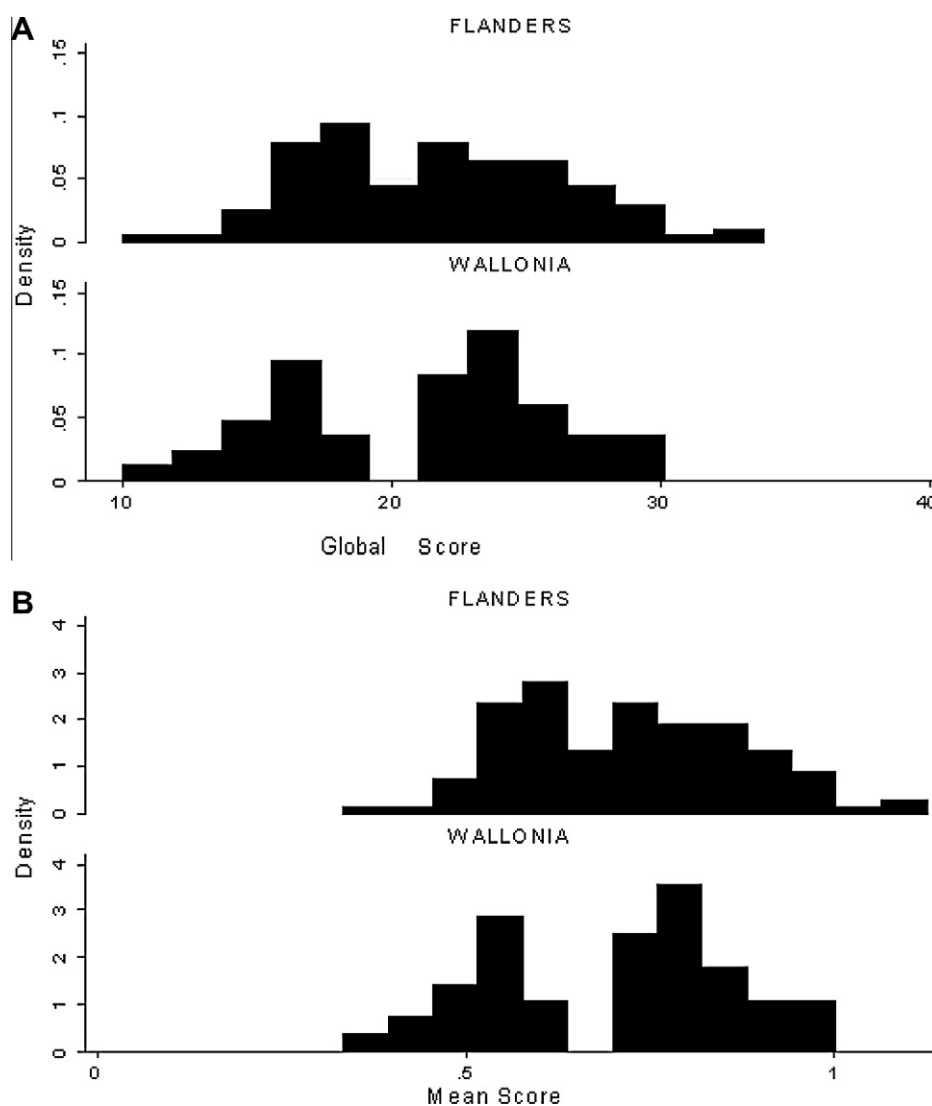 A
FLANDERS
.15
.1
.05
0
Density
WALLONIA
.15
.1
.05
0
10 20 30 40
Global Score
B
FLANDERS
4
3
2
1
0
Density
WALLONIA
4
3
2
1
0
0 .5 1
Mean Score